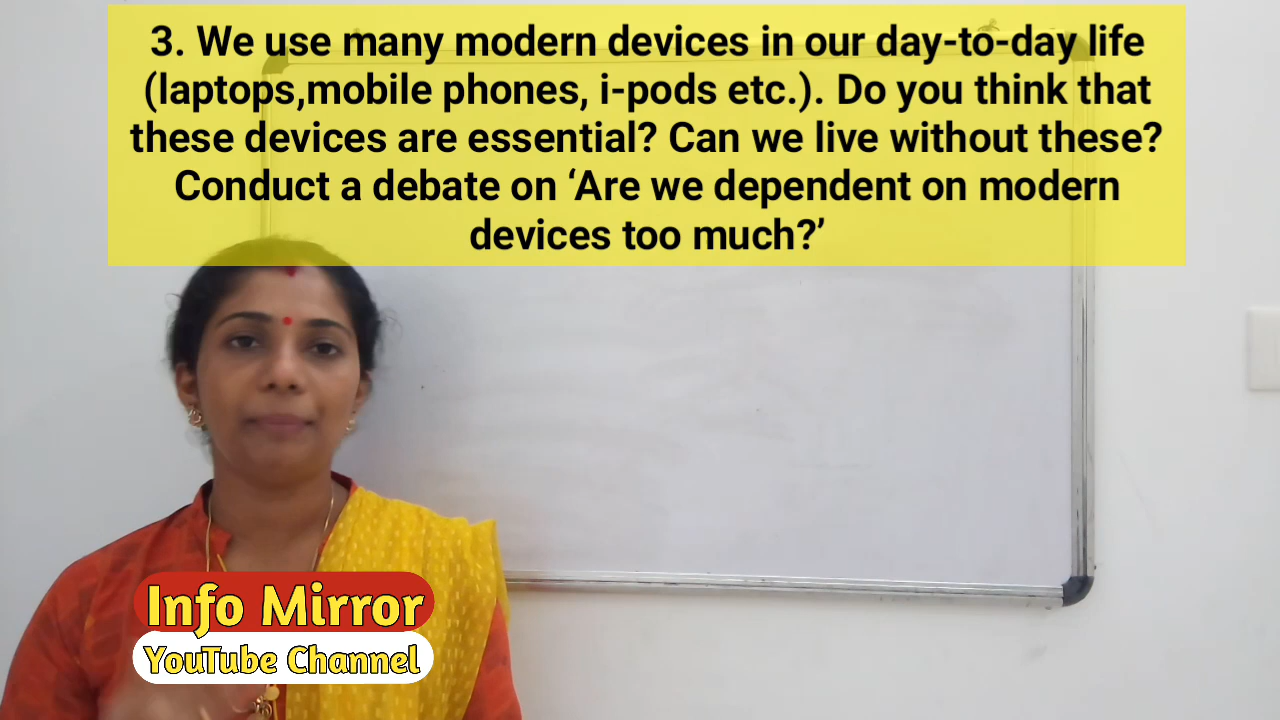 3. We use many modern devices in our day-to-day life
(laptops,mobile phones, i-pods etc.). Do you think that
these devices are essential? Can we live without these?
Conduct a debate on ‘Are we dependent on modern
devices too much?’
Info Mirror
YouTube Channel